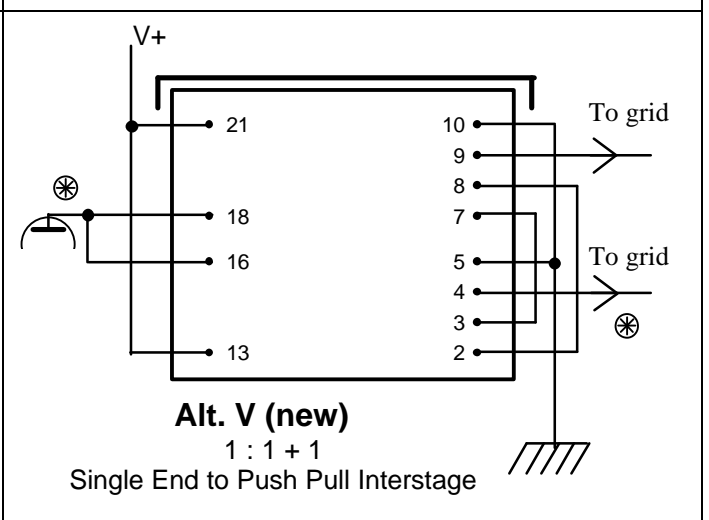 V+
21
10
To grid
9
8
18
7
16
5
To grid
4
3
13
2
Alt. V (new)
1 : 1 + 1
Single End to Push Pull Interstage